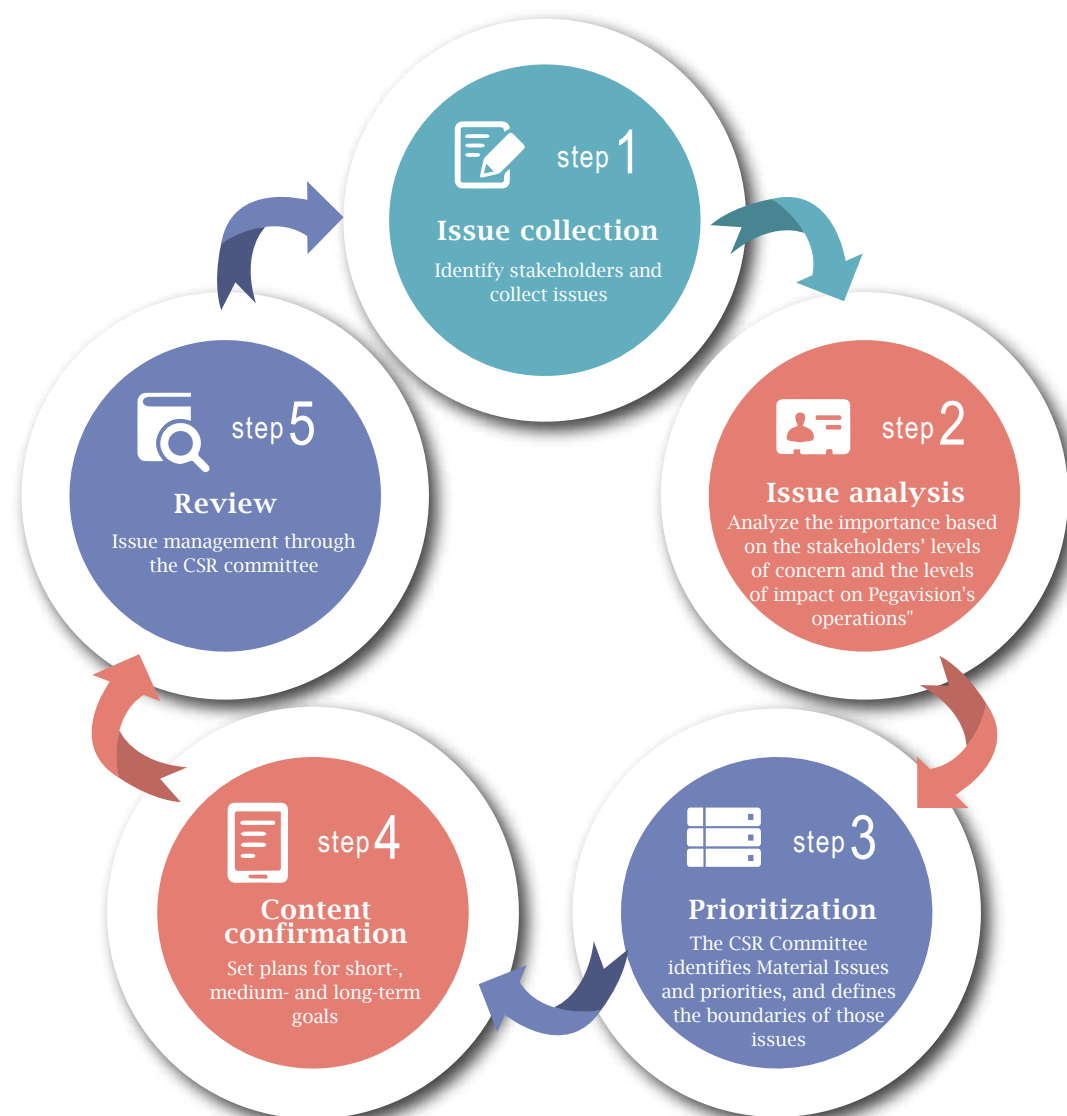 step 1
Issue collection
Identify stakeholders and
collect issues
step 2
Issue analysis
Analyze the importance based
on the stakeholders’ levels
of concern and the levels
of impact on Pegavision's
operations"
step 3
Prioritization
The CSR Committee
identifies Material Issues
and priorities, and defines
the boundaries of those
issues
step 4
Content
confirmation
Set plans for short-,
medium- and long-term
goals
step 5
Review
Issue management through
the CSR committee